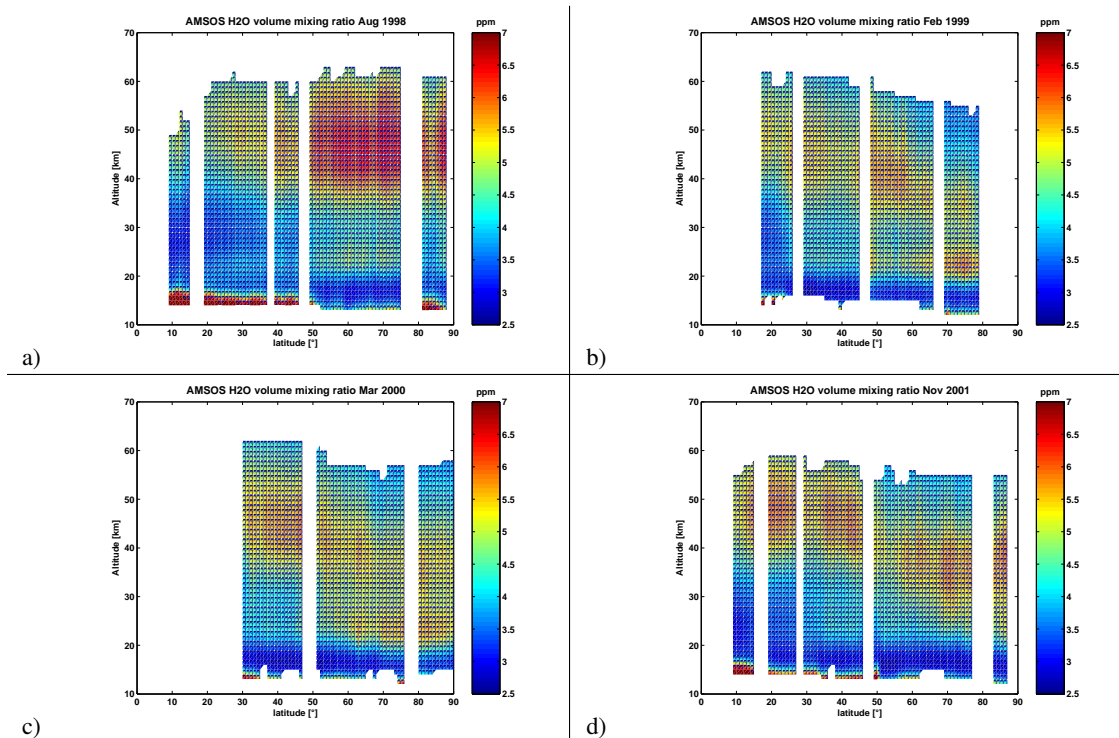 AMSOS H2O volume mixing ratio Aug 1998
ppm
Altitude [km]
70
60
50
40
30
20
10
0 10 20 30 40 50 60 70 80 90
latitude [°]
7
6.5
6
5.5
5
4.5
4
3.5
3
2.5
a)
AMSOS H2O volume mixing ratio Feb 1999
ppm
Altitude [km]
70
60
50
40
30
20
10
0 10 20 30 40 50 60 70 80 90
latitude [°]
7
6.5
6
5.5
5
4.5
4
3.5
3
2.5
b)
AMSOS H2O volume mixing ratio Mar 2000
ppm
Altitude [km]
70
60
50
40
30
20
10
0 10 20 30 40 50 60 70 80 90
latitude [°]
7
6.5
6
5.5
5
4.5
4
3.5
3
2.5
c)
AMSOS H2O volume mixing ratio Nov 2001
ppm
Altitude [km]
70
60
50
40
30
20
10
0 10 20 30 40 50 60 70 80 90
latitude [°]
7
6.5
6
5.5
5
4.5
4
3.5
3
2.5
d)